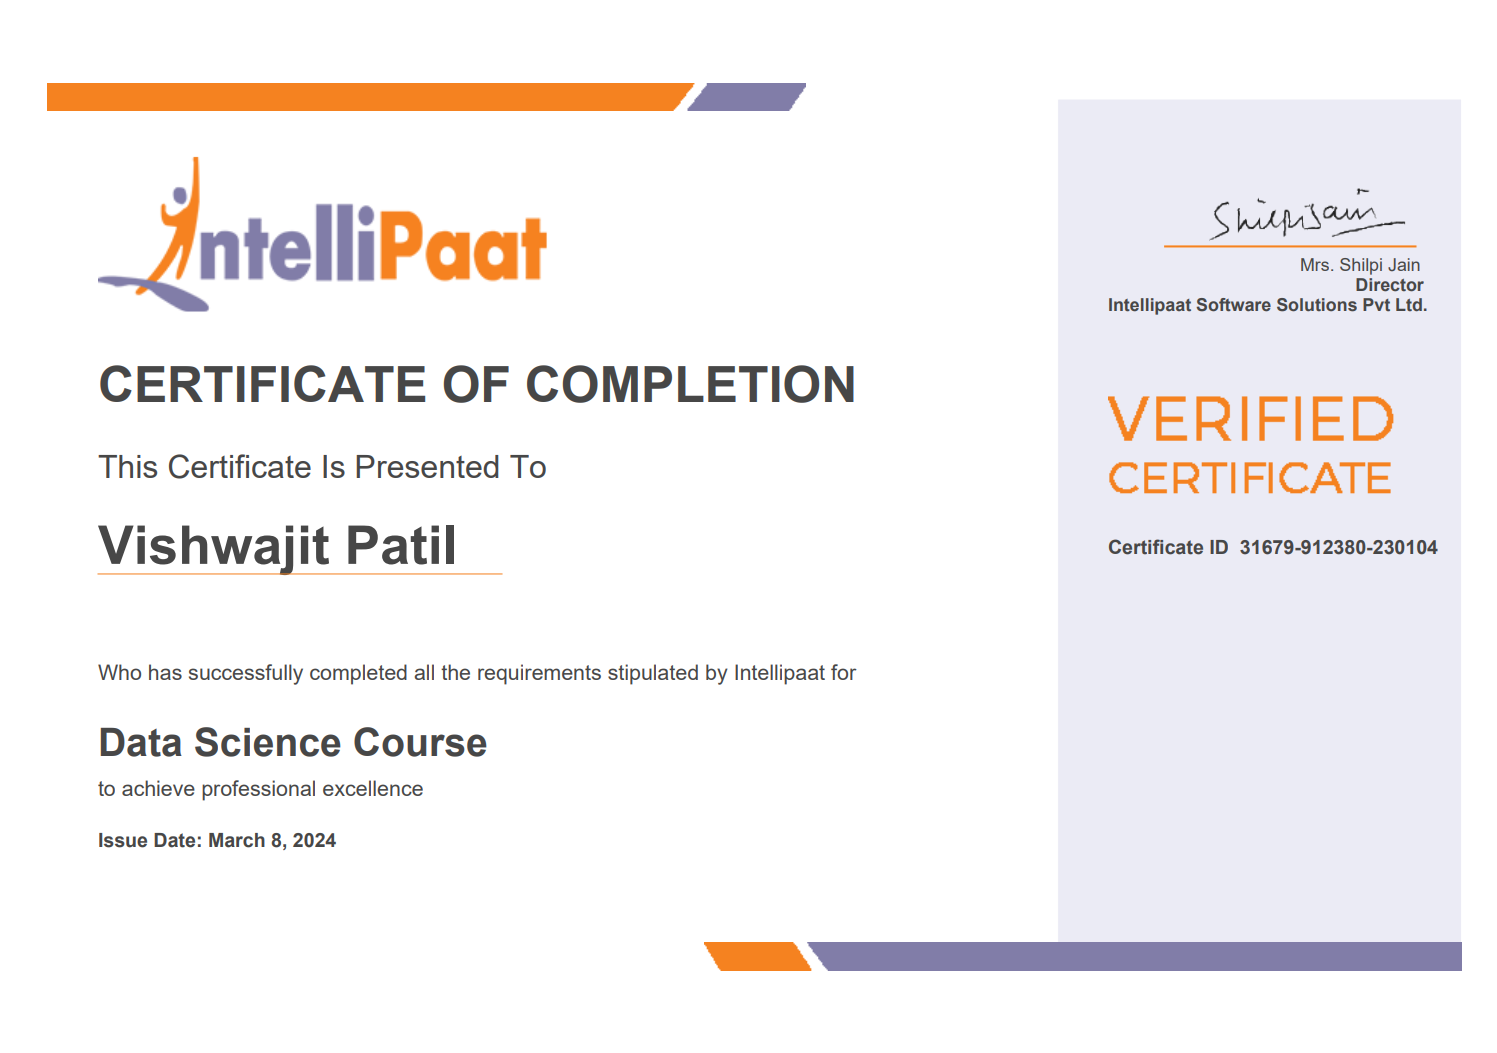 IntelliPaat
CERTIFICATE OF COMPLETION
This Certificate Is Presented To
Vishwajit Patil
Who has successfully completed all the requirements stipulated by Intellipaat for
Data Science Course
to achieve professional excellence
Issue Date: March 8, 2024
Shilpi Jain
Mrs. Shilpi Jain
Director
Intellipaat Software Solutions Pvt Ltd.
VERIFIED
CERTIFICATE
Certificate ID 31679-912380-230104